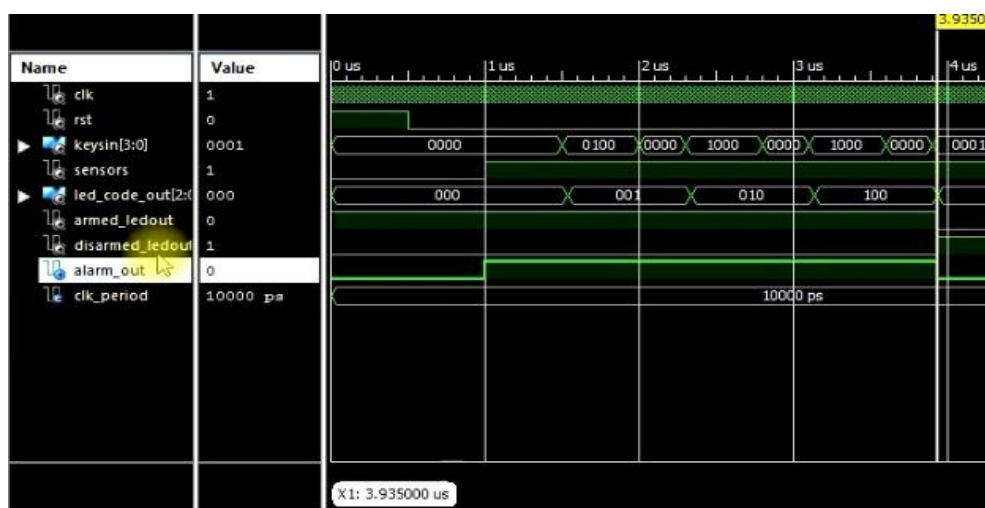 3.9350
Name Value 0 us 1 us 2 us 3 us 4 us
clk 1
rst 0
keysin[3:0] 0001 0000 0100 0000 1000 0000 1000 0000 0001
sensors 1
led_code_out[2:( 000 000 001 010 100
armed_ledout 0
disarmed_ledout 1
alarm_out 0
clk_period 10000 ps 10000 ps
X1: 3.935000 us